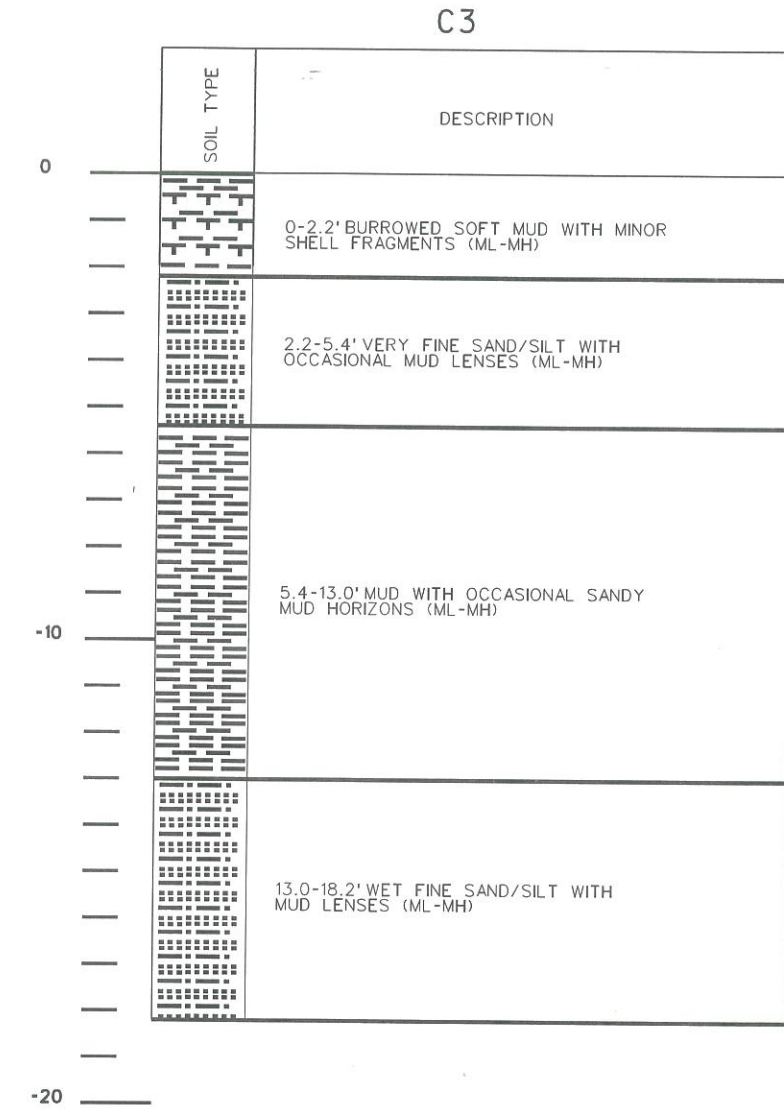 C3
SOIL TYPE
DESCRIPTION
0
0-2.2' BURROWED SOFT MUD WITH MINOR
SHELL FRAGMENTS (ML-MH)
2.2-5.4' VERY FINE SAND/SILT WITH
OCCASIONAL MUD LENSES (ML-MH)
5.4-13.0' MUD WITH OCCASIONAL SANDY
MUD HORIZONS (ML-MH)
-10
13.0-18.2' WET FINE SAND/SILT WITH
MUD LENSES (ML-MH)
-20